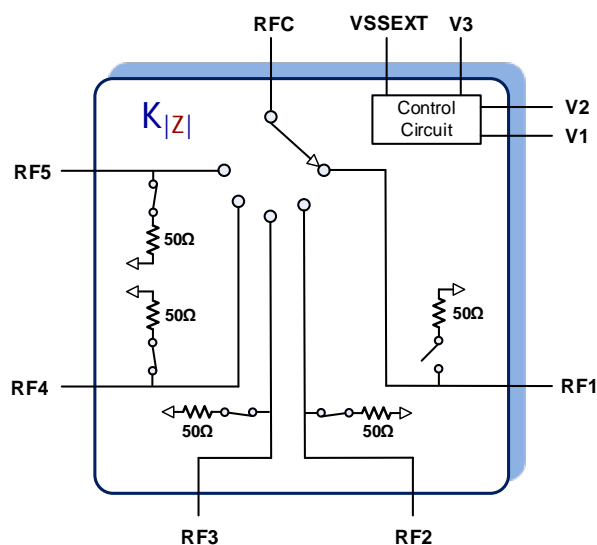 RFC
VSSEXT
V3
K|Z|
Control
Circuit
V2
V1
RF5
50Ω
50Ω
50Ω
RF4
RF1
50Ω
50Ω
RF3
RF2